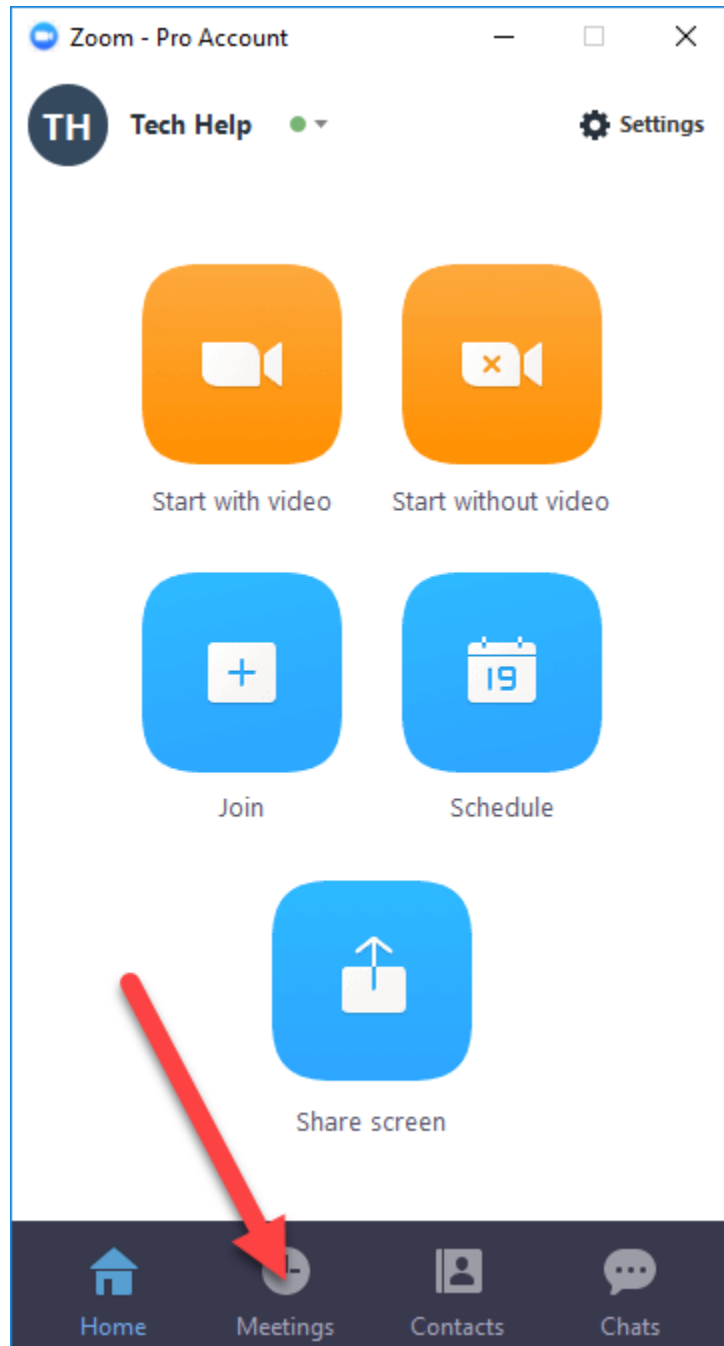 Zoom - Pro Account
TH Tech Help Settings
Start with video Start without video
19
Join Schedule
Share screen
Home Meetings Contacts Chats